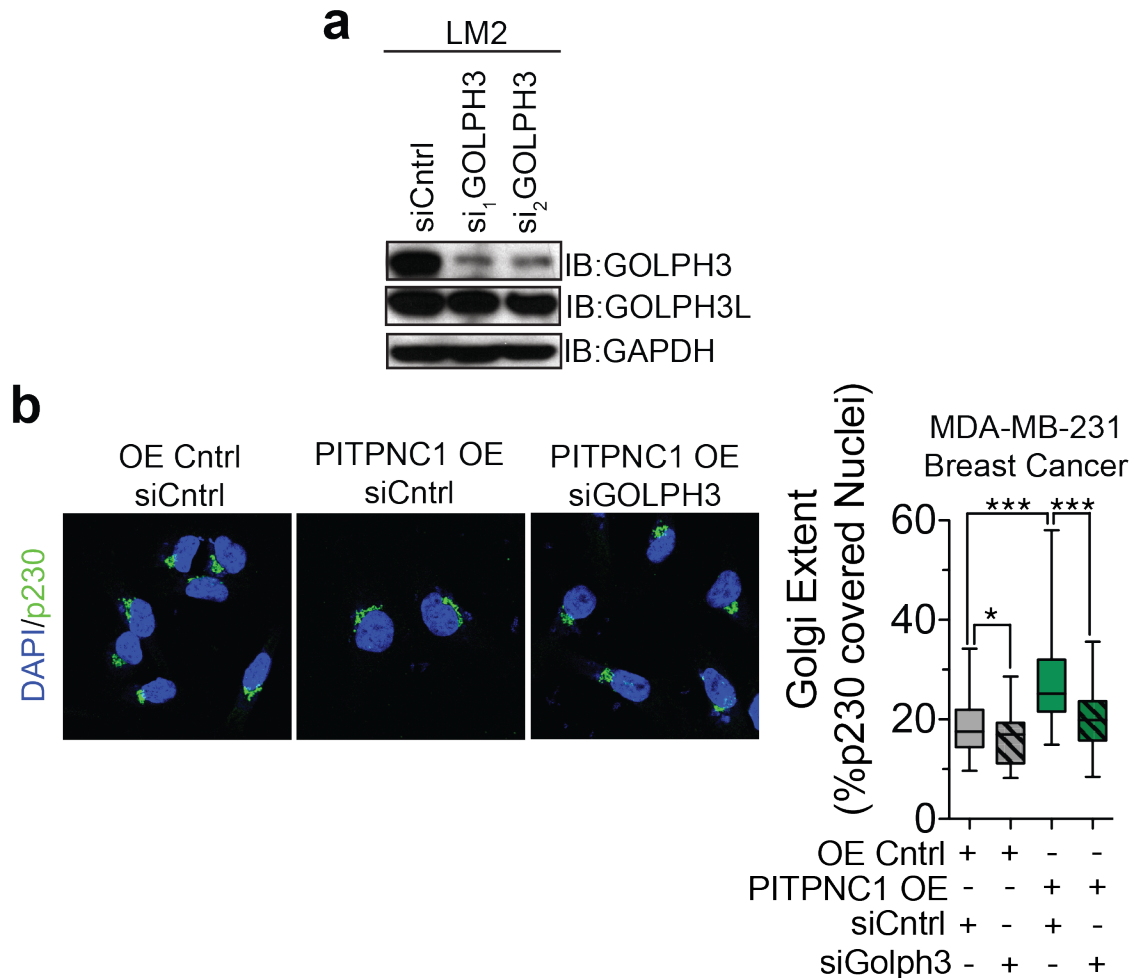 a
LM2
siCntrl
si1GOLPH3
si2GOLPH3
IB:GOLPH3
IB:GOLPH3L
IB:GAPDH
b
OE Cntrl
siCntrl
PITPNC1 OE
siCntrl
PITPNC1 OE
siGOLPH3
DAPI/p230
Golgi Extent
(%p230 covered Nuclei)
MDA-MB-231
Breast Cancer
*** ***
*
60
40
20
0
OE Cntrl + + - -
PITPNC1 OE - - + +
siCntrl + - + -
siGolph3 - + - +